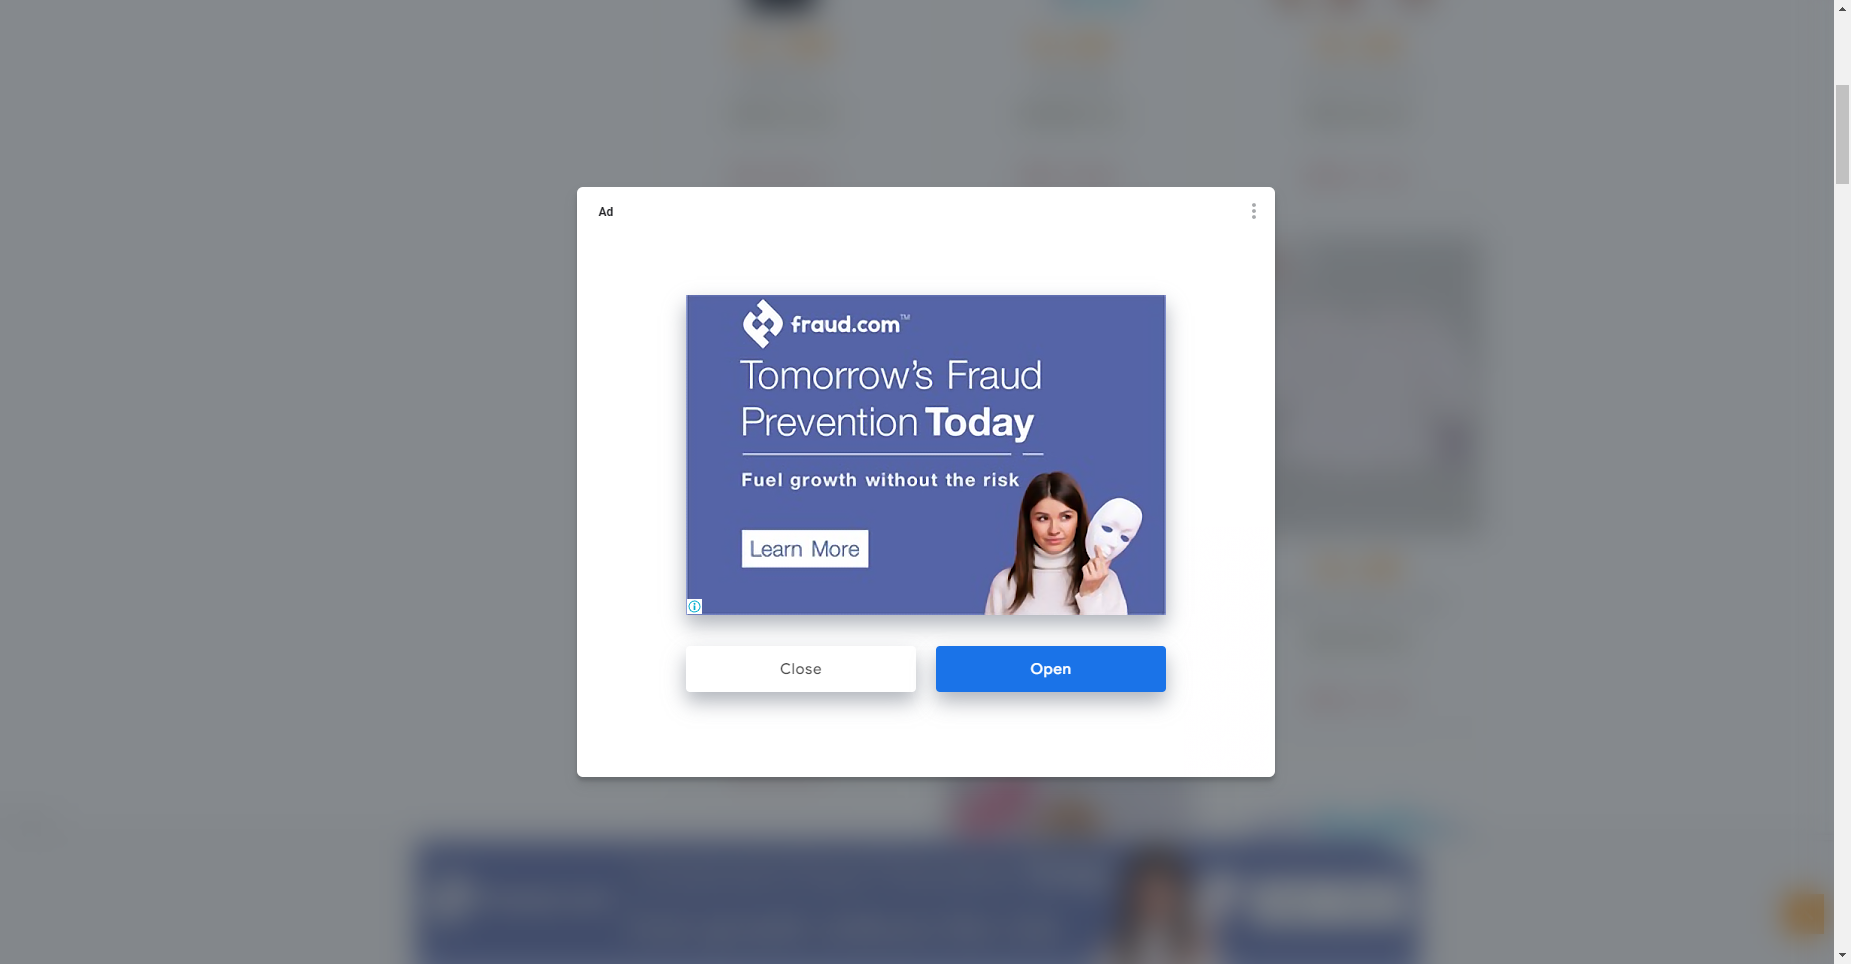 Ad
fraud.com™
Tomorrow's Fraud
Prevention Today
Fuel growth without the risk
Learn More
Close
Open